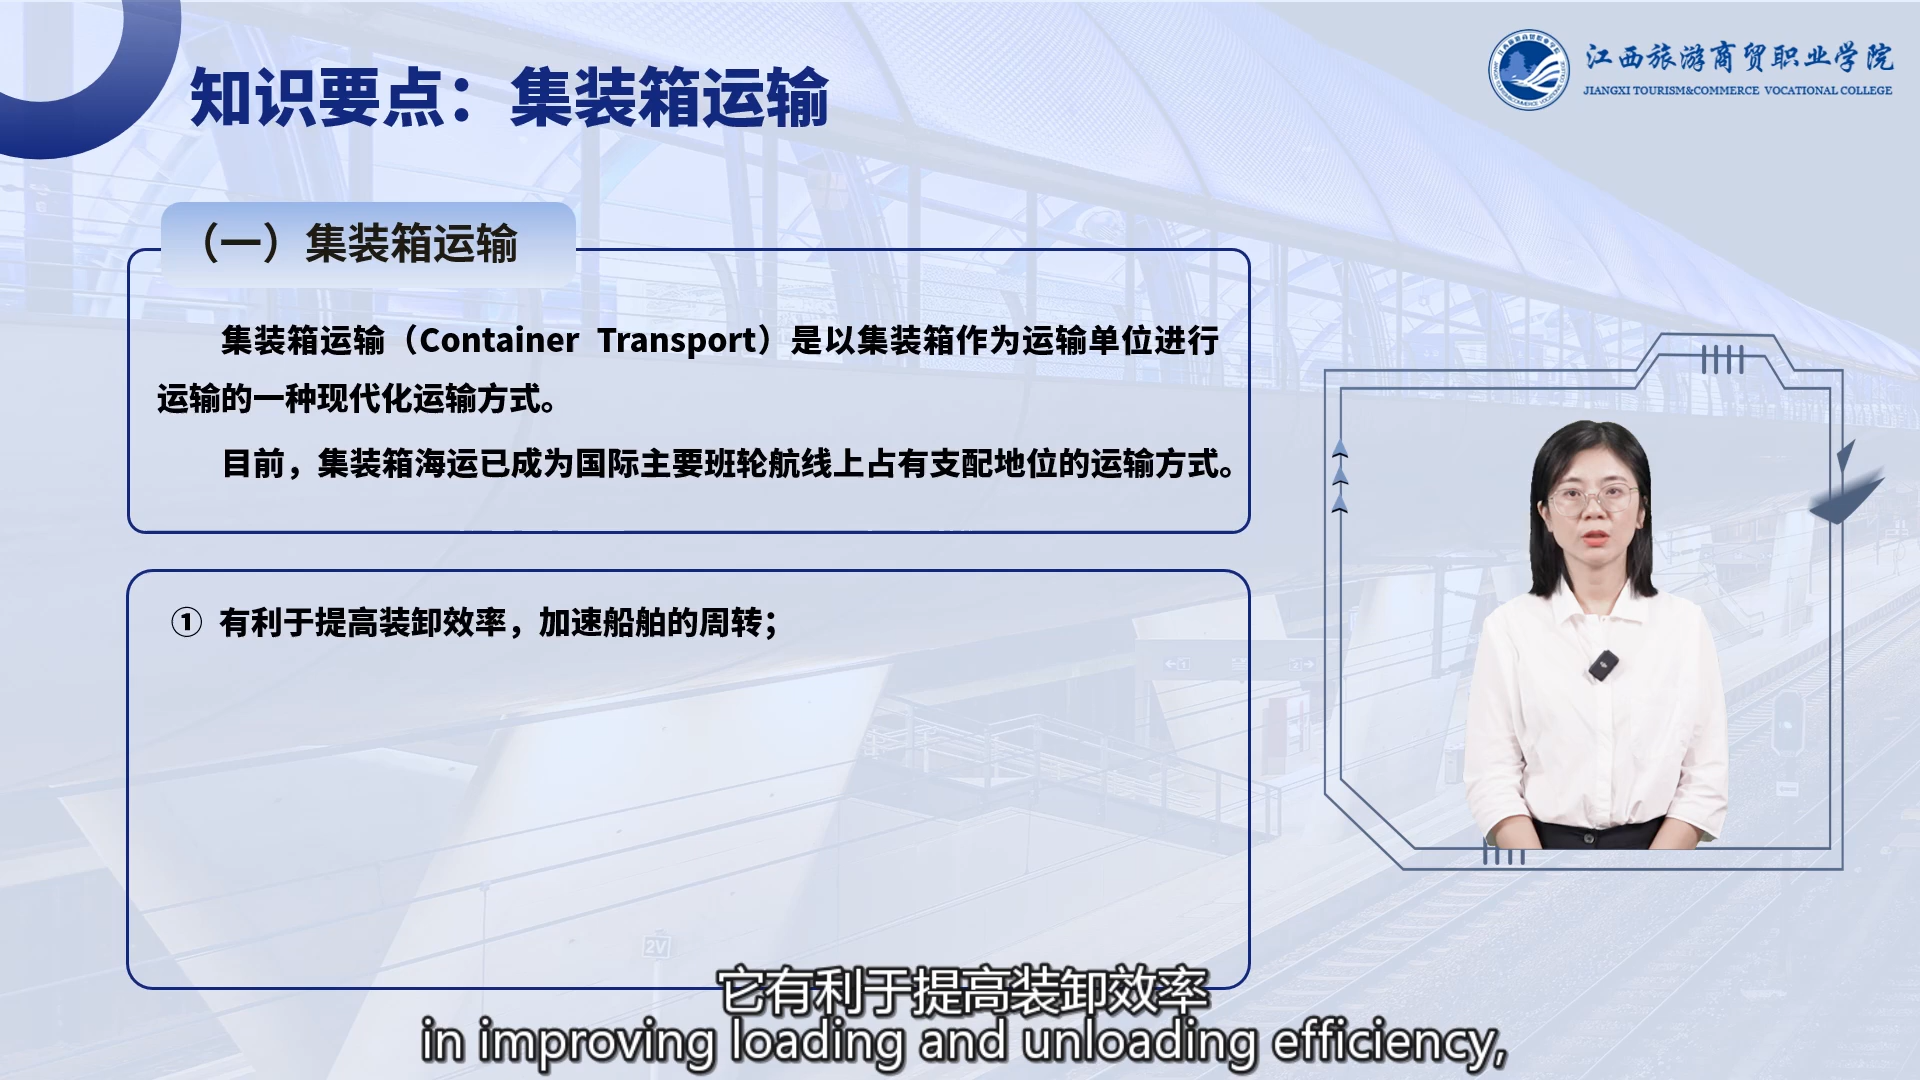 江西旅游商贸职业学院
JIANGXI TOURISM&COMMERCE VOCATIONAL COLLEGE
知识要点：集装箱运输
（一）集装箱运输
集装箱运输（Container Transport）是以集装箱作为运输单位进行
运输的一种现代化运输方式。
目前，集装箱海运已成为国际主要班轮航线上占有支配地位的运输方式。
① 有利于提高装卸效率，加速船舶的周转；
←1
2→
2V
它有利于提高装卸效率
in improving loading and unloading efficiency,